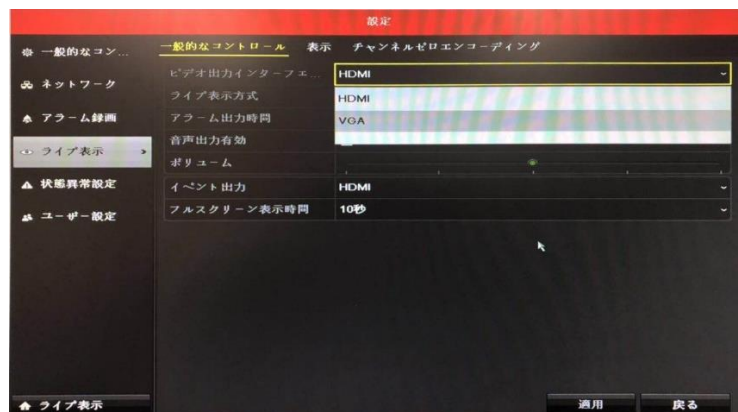 設定
一般的なコン...
ネットワーク
アラーム録画
ライブ表示
状態異常設定
ユーザー設定
一般的なコントロール 表示 チャンネルゼロエンコーディング
ビデオ出力インターフェ... HDMI
HDMI
ライブ表示方式
VGA
アラーム出力時間
音声出力有効
ボリューム
イベント出力 HDMI
フルスクリーン表示時間 10秒
ライブ表示 適用 戻る